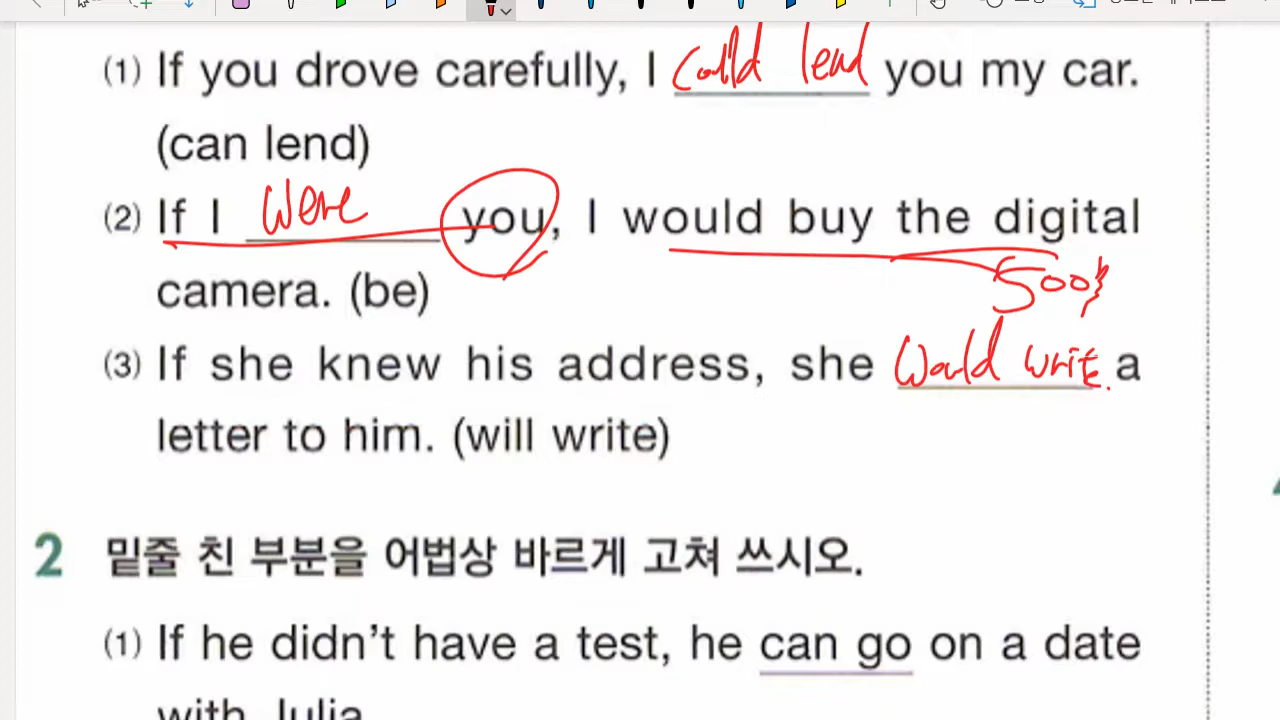 (1) If you drove carefully, I could lend you my car.
(can lend)
(2) If I were you, I would buy the digital
camera. (be)
500
(3) If she knew his address, she would write a
letter to him. (will write)
2 밑줄 친 부분을 어법상 바르게 고쳐 쓰시오.
(1) If he didn't have a test, he can go on a date
with Julia